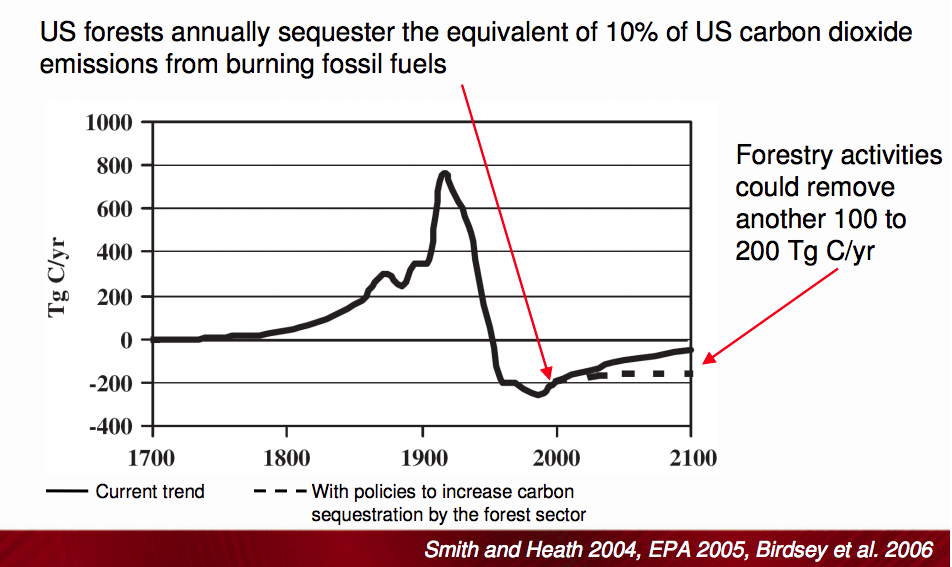 US forests annually sequester the equivalent of 10% of US carbon dioxide
emissions from burning fossil fuels
Forestry activities
could remove
another 100 to
200 Tg C/yr
Tg C/yr
1000
800
600
400
200
0
-200
-400
1700 1800 1900 2000 2100
Current trend
With policies to increase carbon
sequestration by the forest sector
Smith and Heath 2004, EPA 2005, Birdsey et al. 2006